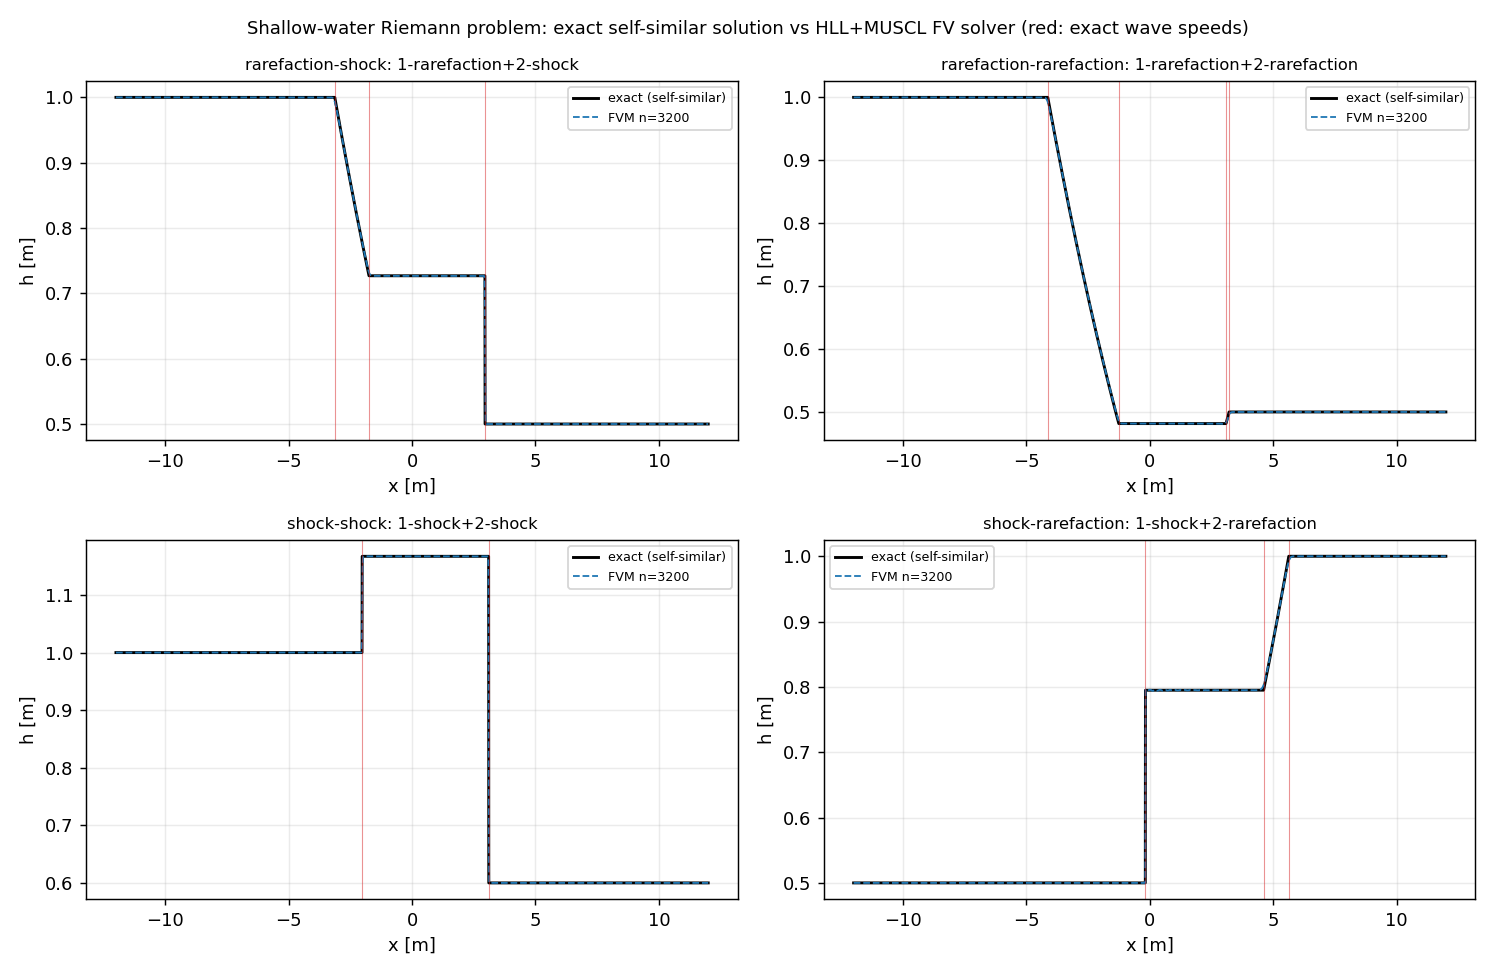 Shallow-water Riemann problem: exact self-similar solution vs HLL+MUSCL FV solver (red: exact wave speeds)
rarefaction-shock: 1-rarefaction+2-shock
1.0
0.9
0.8
0.7
0.6
0.5
h [m]
exact (self-similar)
FVM n=3200
−10
−5
0
5
10
x [m]
rarefaction-rarefaction: 1-rarefaction+2-rarefaction
1.0
0.9
0.8
0.7
0.6
0.5
h [m]
exact (self-similar)
FVM n=3200
−10
−5
0
5
10
x [m]
shock-shock: 1-shock+2-shock
1.1
1.0
0.9
0.8
0.7
0.6
h [m]
exact (self-similar)
FVM n=3200
−10
−5
0
5
10
x [m]
shock-rarefaction: 1-shock+2-rarefaction
1.0
0.9
0.8
0.7
0.6
0.5
h [m]
exact (self-similar)
FVM n=3200
−10
−5
0
5
10
x [m]